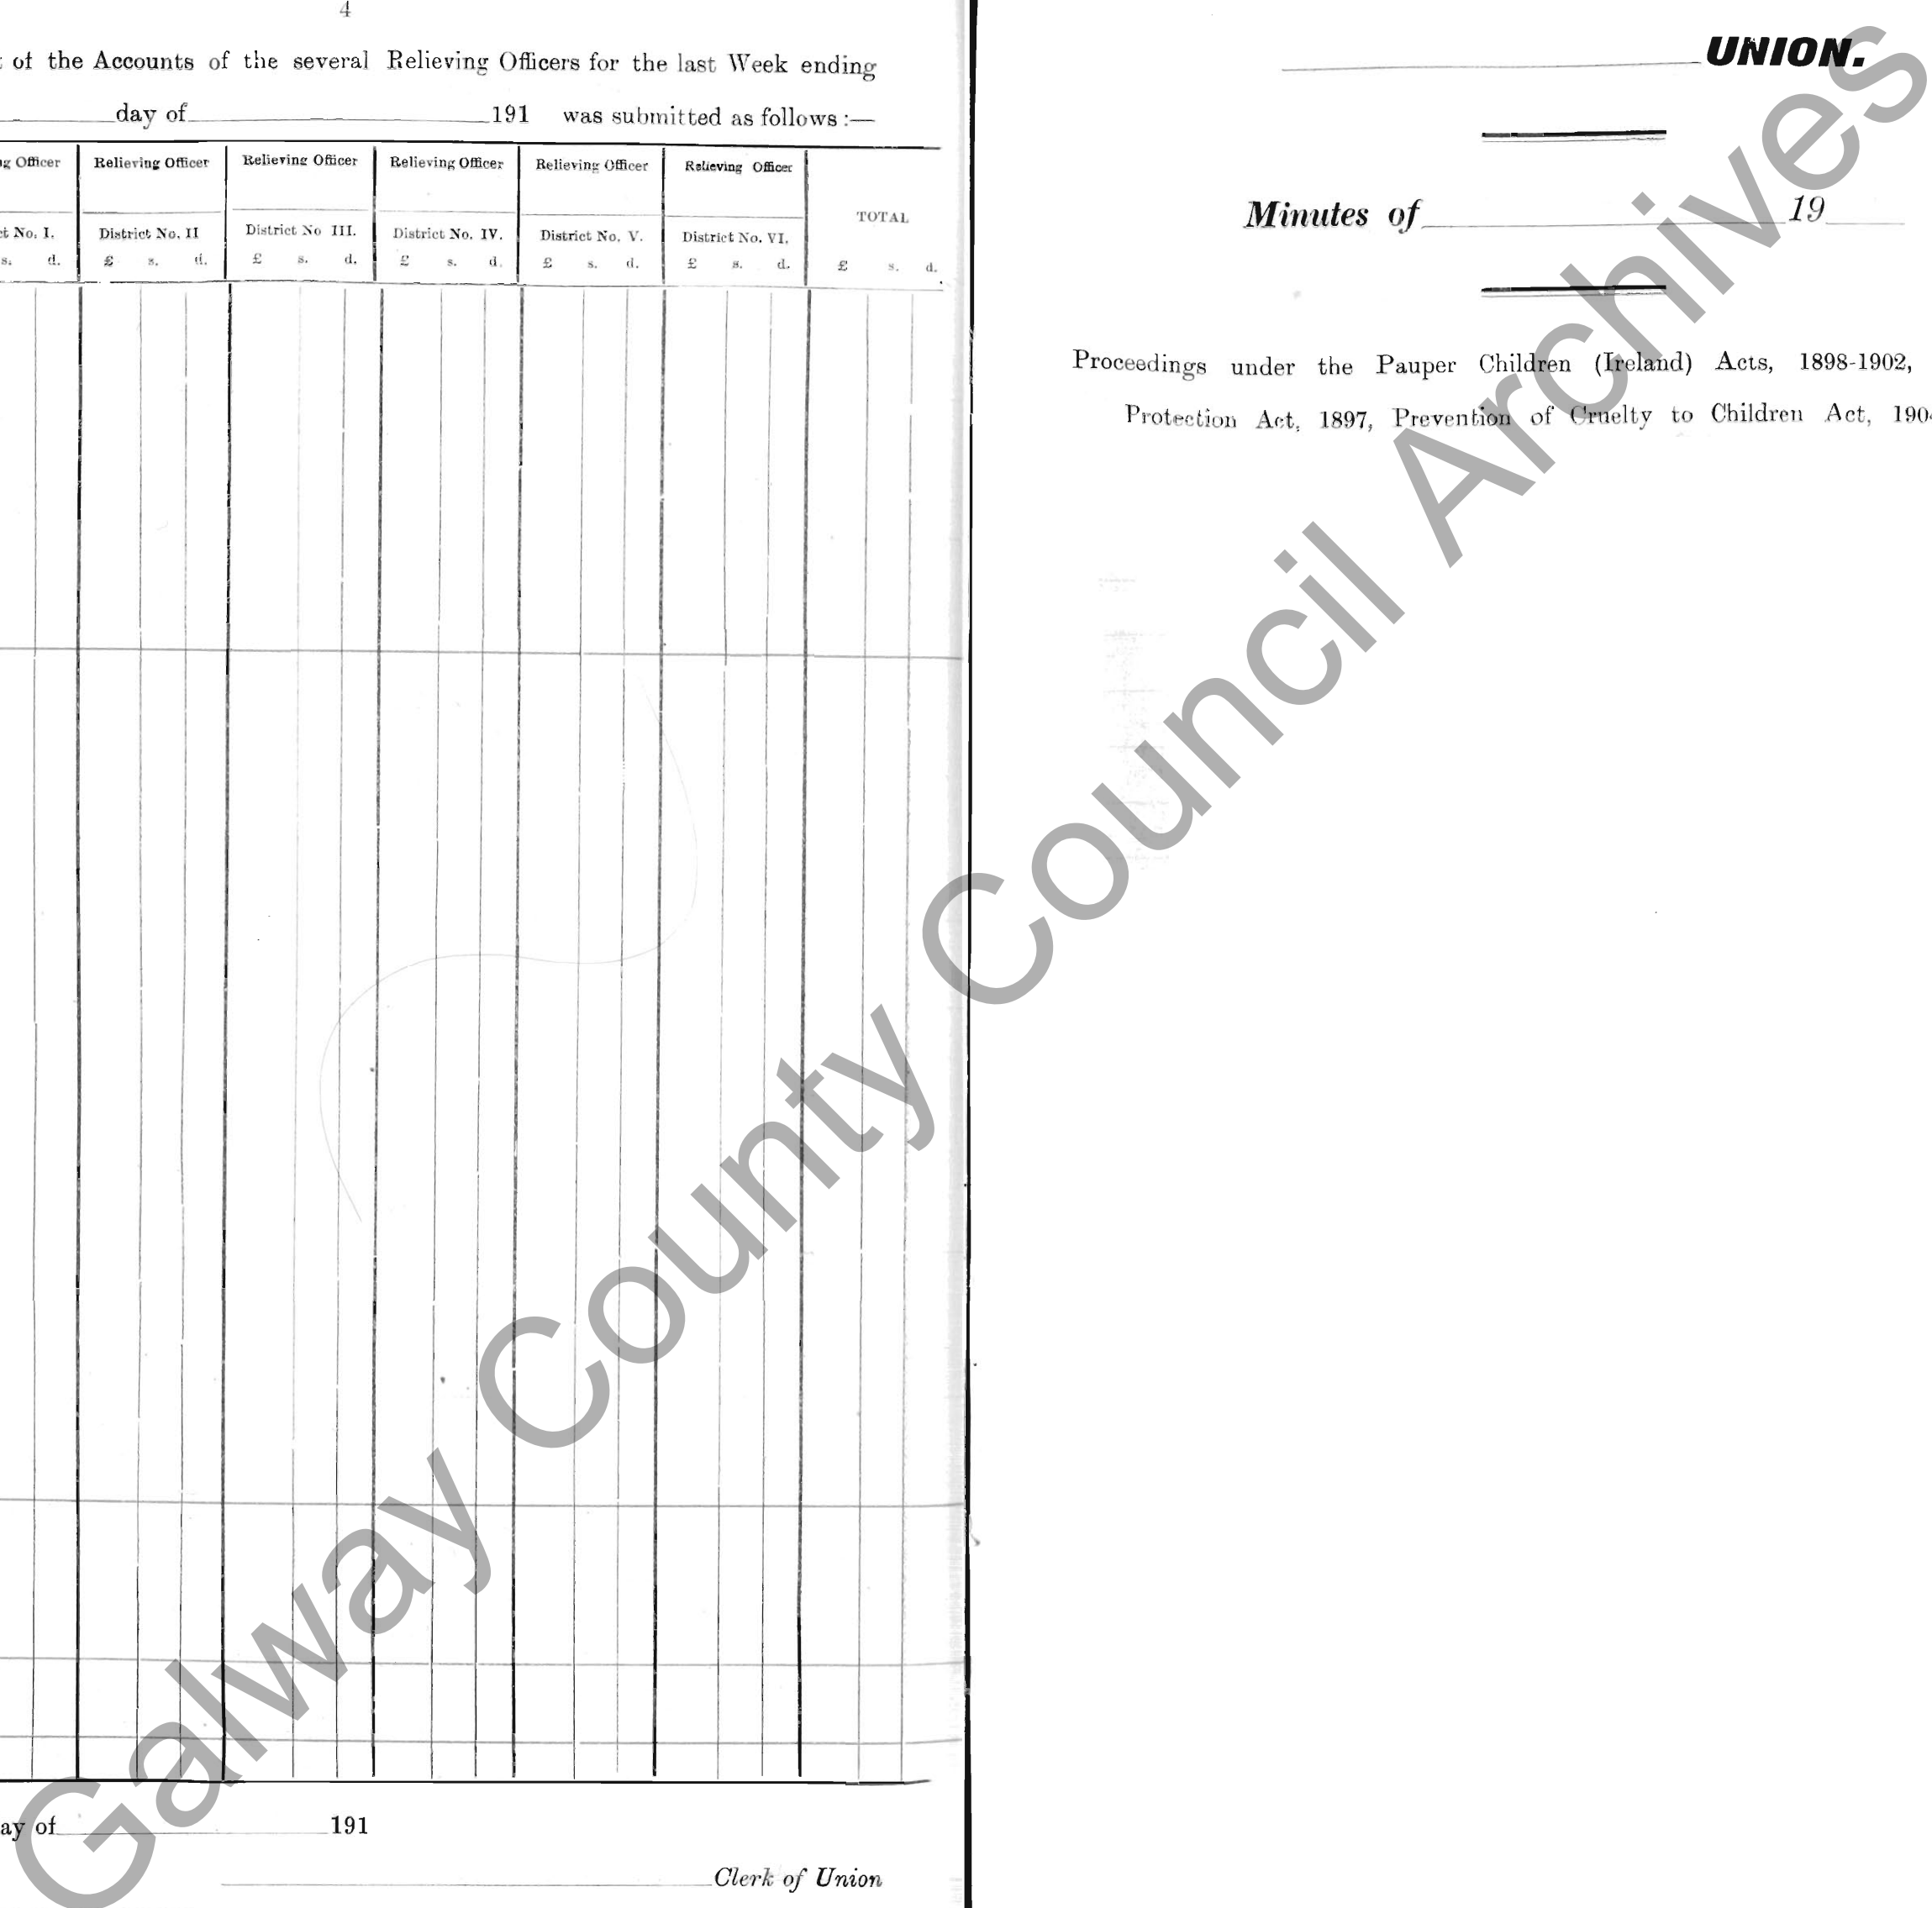 4
of the Accounts of the several Relieving Officers for the last Week ending
day of 191 was submitted as follows :—
g Officer Relieving Officer Relieving Officer Relieving Officer Relieving Officer Relieving Officer
TOTAL
ct No. I. District No. II District No III. District No. IV. District No. V. District No. VI.
s. d. £ s. d. £ s. d. £ s. d. £ s. d. £ s. d. £ s. d.
ay of 191
Clerk of Union
UNION.
Minutes of 19
Proceedings under the Pauper Children (Ireland) Acts, 1898-1902,
Protection Act, 1897, Prevention of Cruelty to Children Act, 190
Galway County Council Archives